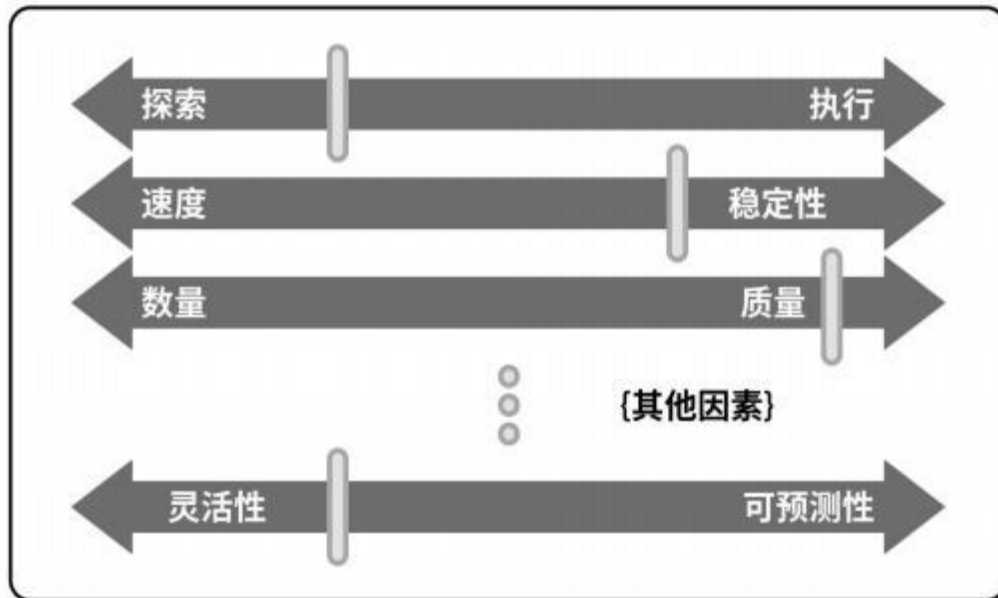 探索 执行
速度 稳定性
数量 质量
{其他因素}
灵活性 可预测性